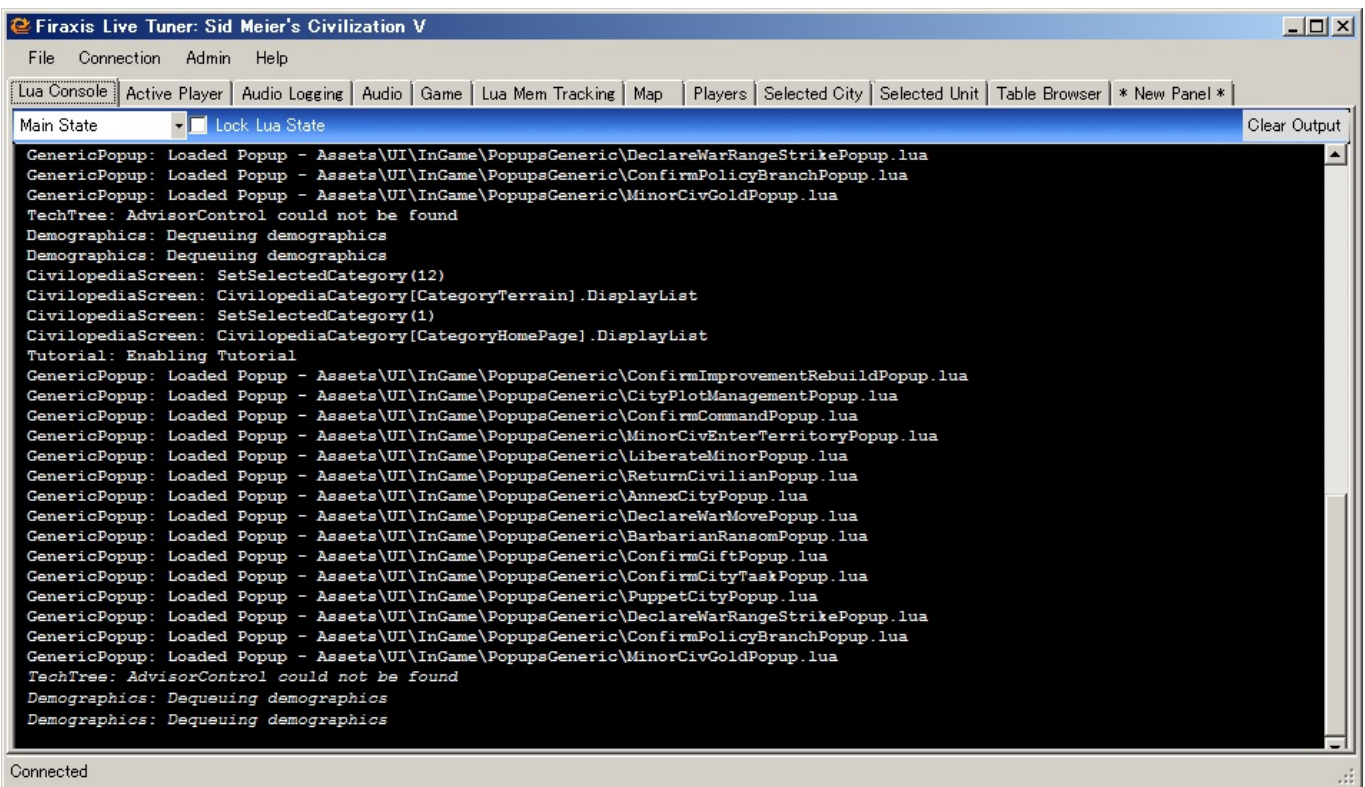 Firaxis Live Tuner: Sid Meier's Civilization V
File Connection Admin Help
Lua Console Active Player Audio Logging Audio Game Lua Mem Tracking Map Players Selected City Selected Unit Table Browser * New Panel *
Main State Lock Lua State Clear Output
GenericPopup: Loaded Popup - Assets\UI\InGame\PopupsGeneric\DeclareWarRangeStrikePopup.lua
GenericPopup: Loaded Popup - Assets\UI\InGame\PopupsGeneric\ConfirmPolicyBranchPopup.lua
GenericPopup: Loaded Popup - Assets\UI\InGame\PopupsGeneric\MinorCivGoldPopup.lua
TechTree: AdvisorControl could not be found
Demographics: Dequeuing demographics
Demographics: Dequeuing demographics
CivilopediaScreen: SetSelectedCategory(12)
CivilopediaScreen: CivilopediaCategory[CategoryTerrain].DisplayList
CivilopediaScreen: SetSelectedCategory(1)
CivilopediaScreen: CivilopediaCategory[CategoryHomePage].DisplayList
Tutorial: Enabling Tutorial
GenericPopup: Loaded Popup - Assets\UI\InGame\PopupsGeneric\ConfirmImprovementRebuildPopup.lua
GenericPopup: Loaded Popup - Assets\UI\InGame\PopupsGeneric\CityPlotManagementPopup.lua
GenericPopup: Loaded Popup - Assets\UI\InGame\PopupsGeneric\ConfirmCommandPopup.lua
GenericPopup: Loaded Popup - Assets\UI\InGame\PopupsGeneric\MinorCivEnterTerritoryPopup.lua
GenericPopup: Loaded Popup - Assets\UI\InGame\PopupsGeneric\LiberateMinorPopup.lua
GenericPopup: Loaded Popup - Assets\UI\InGame\PopupsGeneric\ReturnCivilianPopup.lua
GenericPopup: Loaded Popup - Assets\UI\InGame\PopupsGeneric\AnnexCityPopup.lua
GenericPopup: Loaded Popup - Assets\UI\InGame\PopupsGeneric\DeclareWarMovePopup.lua
GenericPopup: Loaded Popup - Assets\UI\InGame\PopupsGeneric\BarbarianRansomPopup.lua
GenericPopup: Loaded Popup - Assets\UI\InGame\PopupsGeneric\ConfirmGiftPopup.lua
GenericPopup: Loaded Popup - Assets\UI\InGame\PopupsGeneric\ConfirmCityTaskPopup.lua
GenericPopup: Loaded Popup - Assets\UI\InGame\PopupsGeneric\PuppetCityPopup.lua
GenericPopup: Loaded Popup - Assets\UI\InGame\PopupsGeneric\DeclareWarRangeStrikePopup.lua
GenericPopup: Loaded Popup - Assets\UI\InGame\PopupsGeneric\ConfirmPolicyBranchPopup.lua
GenericPopup: Loaded Popup - Assets\UI\InGame\PopupsGeneric\MinorCivGoldPopup.lua
TechTree: AdvisorControl could not be found
Demographics: Dequeuing demographics
Demographics: Dequeuing demographics
Connected